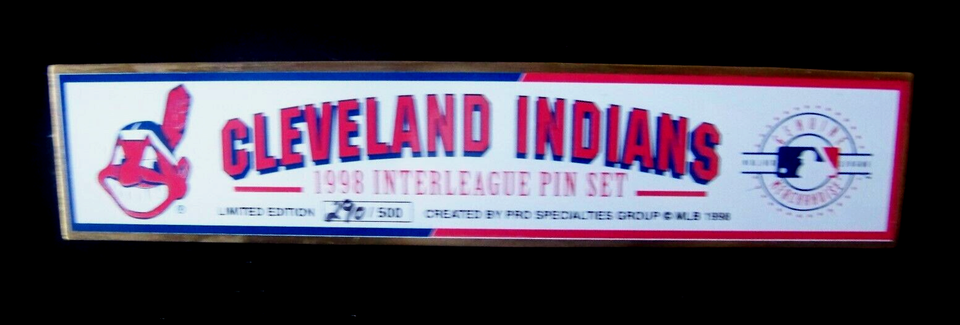 CLEVELAND INDIANS
1998 INTERLEAGUE PIN SET
LIMITED EDITION 290 / 500 CREATED BY PRO SPECIALTIES GROUP © MLB 1998
®
GENUINE
MERCHANDISE